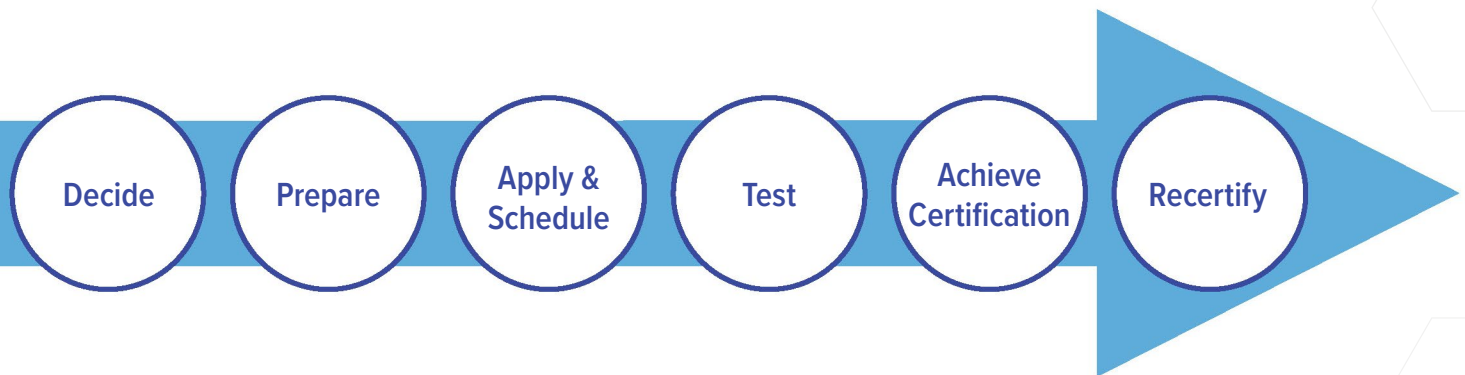 Decide
Prepare
Apply &
Schedule
Test
Achieve
Certification
Recertify